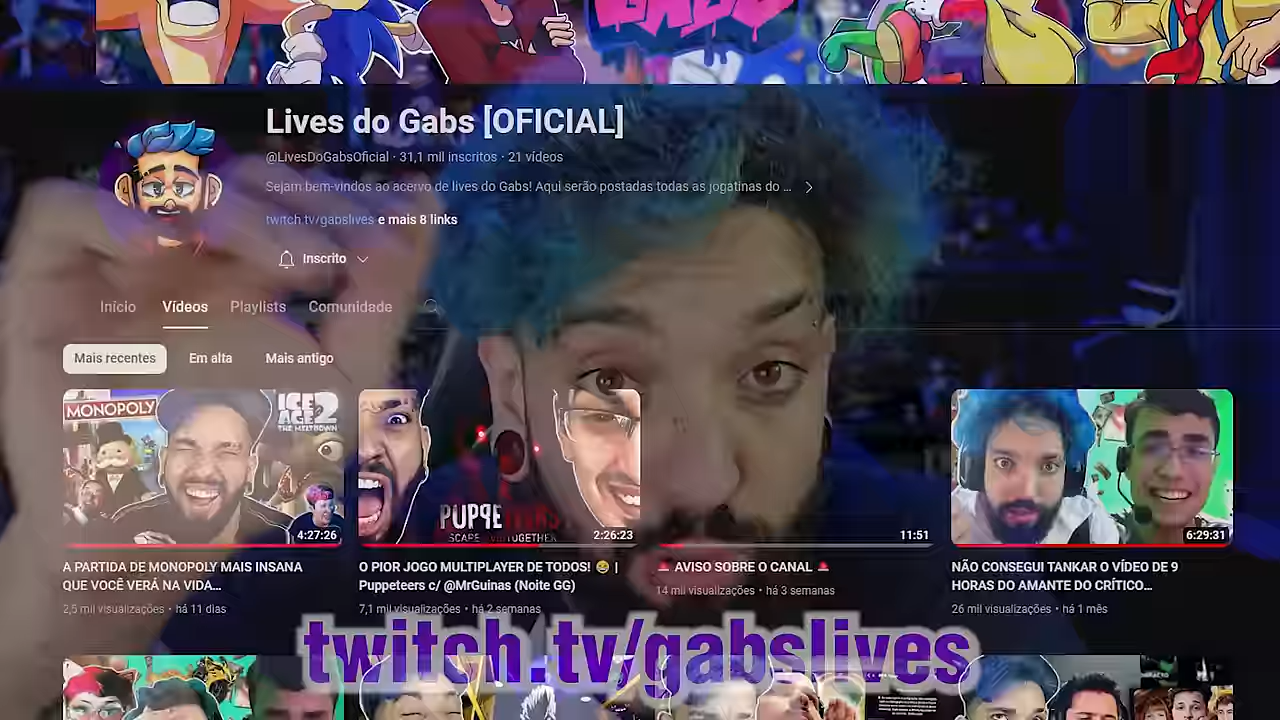 GABS
Lives do Gabs [OFICIAL]
@LivesDoGabsOficial · 31,1 mil inscritos · 21 vídeos
Sejam bem-vindos ao acervo de lives do Gabs! Aqui serão postadas todas as jogatinas do ...
twitch.tv/gabslives e mais 8 links
Inscrito
Início Vídeos Playlists Comunidade
Mais recentes Em alta Mais antigo
MONOPOLY
ICE AGE 2
THE MELTDOWN
4:27:26
PUPPETEERS
2:26:23
11:51
6:29:31
A PARTIDA DE MONOPOLY MAIS INSANA
QUE VOCÊ VERÁ NA VIDA...
2,5 mil visualizações • há 11 dias
O PIOR JOGO MULTIPLAYER DE TODOS! 😂 |
Puppeteers c/ @MrGuinas (Noite GG)
7,1 mil visualizações • há 2 semanas
🚨 AVISO SOBRE O CANAL 🚨
14 mil visualizações • há 3 semanas
NÃO CONSEGUI TANKAR O VÍDEO DE 9
HORAS DO AMANTE DO CRÍTICO...
26 mil visualizações • há 1 mês
twitch.tv/gabslives